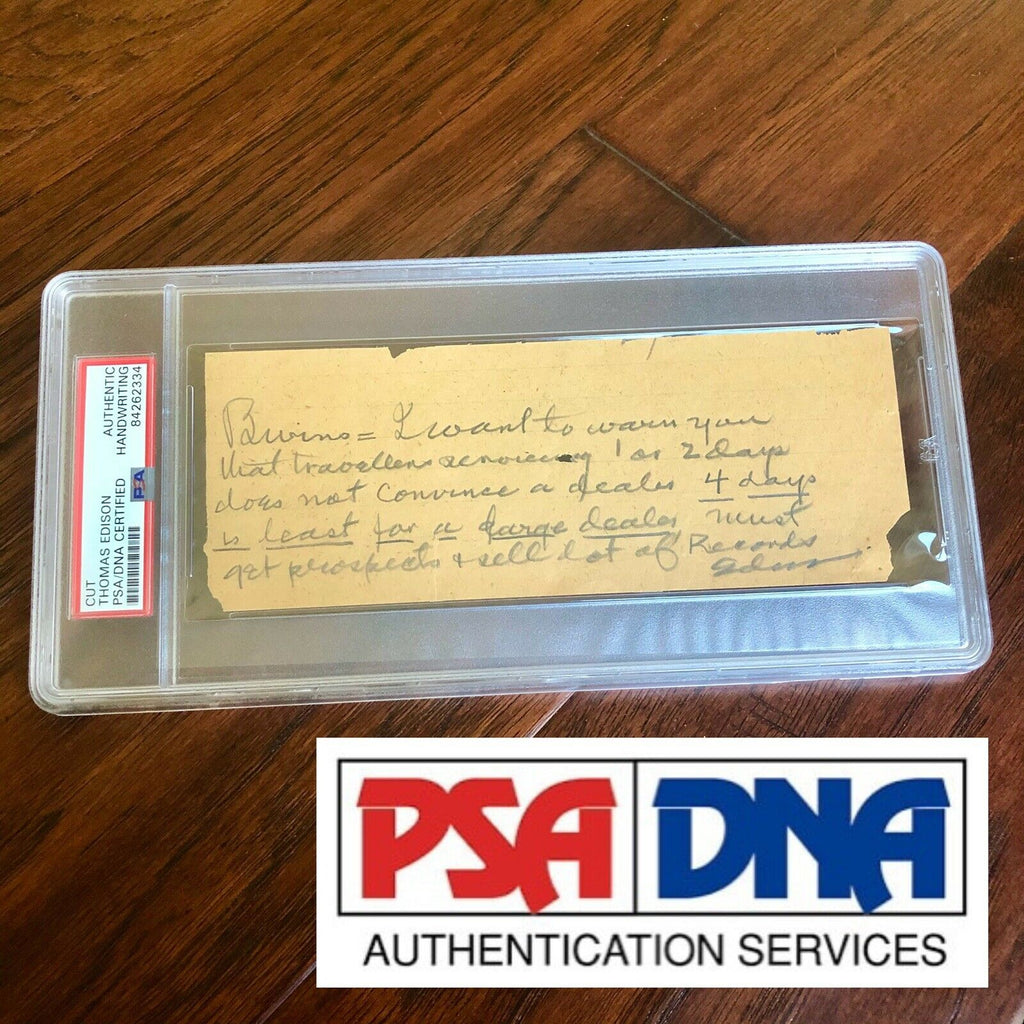 CUT
THOMAS EDISON
PSA/DNA CERTIFIED
AUTHENTIC
HANDWRITING
84262334
PSA
I want to warn you
that travellers servicing 1 or 2 days
does not convince a dealer 4 days
is least for a large dealer must
get prospects & sell lot of Records
PSA DNA
AUTHENTICATION SERVICES